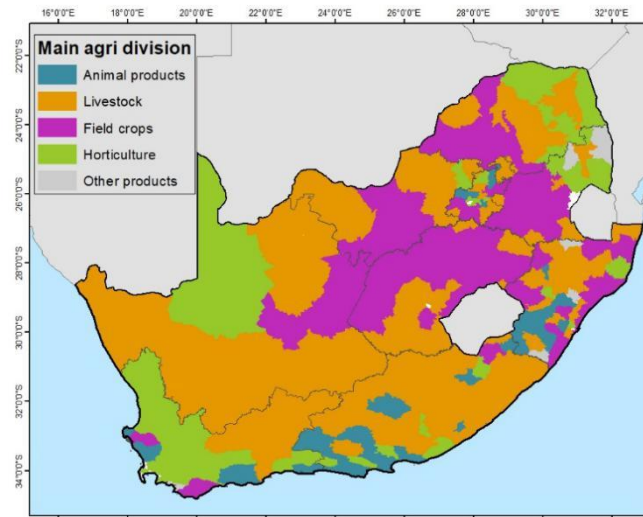 16°0'0"E 18°0'0"E 20°0'0"E 22°0'0"E 24°0'0"E 26°0'0"E 28°0'0"E 30°0'0"E 32°0'0"E
Main agri division
Animal products
Livestock
Field crops
Horticulture
Other products
22°0'0"S
24°0'0"S
26°0'0"S
28°0'0"S
30°0'0"S
32°0'0"S
34°0'0"S